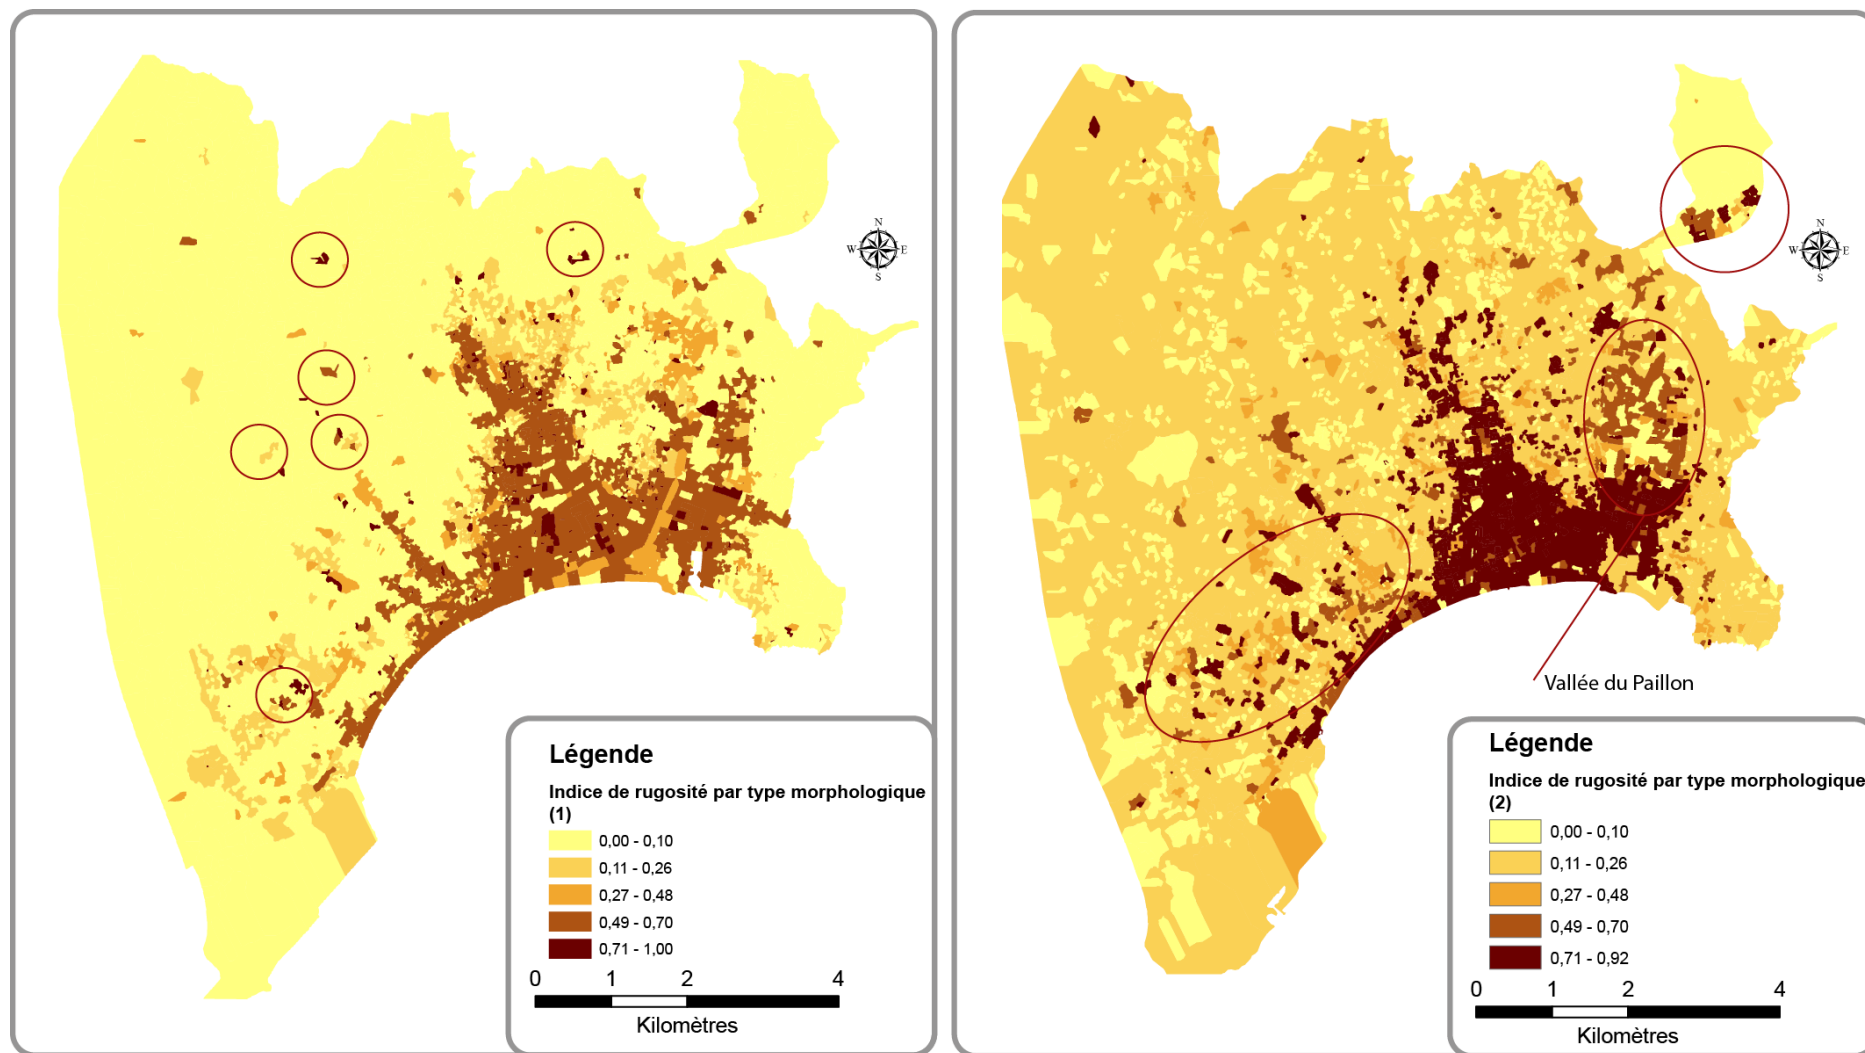 N
W E
S
Légende
Indice de rugosité par type morphologique
(1)
0,00 - 0,10
0,11 - 0,26
0,27 - 0,48
0,49 - 0,70
0,71 - 1,00
0 1 2 4
Kilomètres
N
W E
S
Vallée du Paillon
Légende
Indice de rugosité par type morphologique
(2)
0,00 - 0,10
0,11 - 0,26
0,27 - 0,48
0,49 - 0,70
0,71 - 0,92
0 1 2 4
Kilomètres